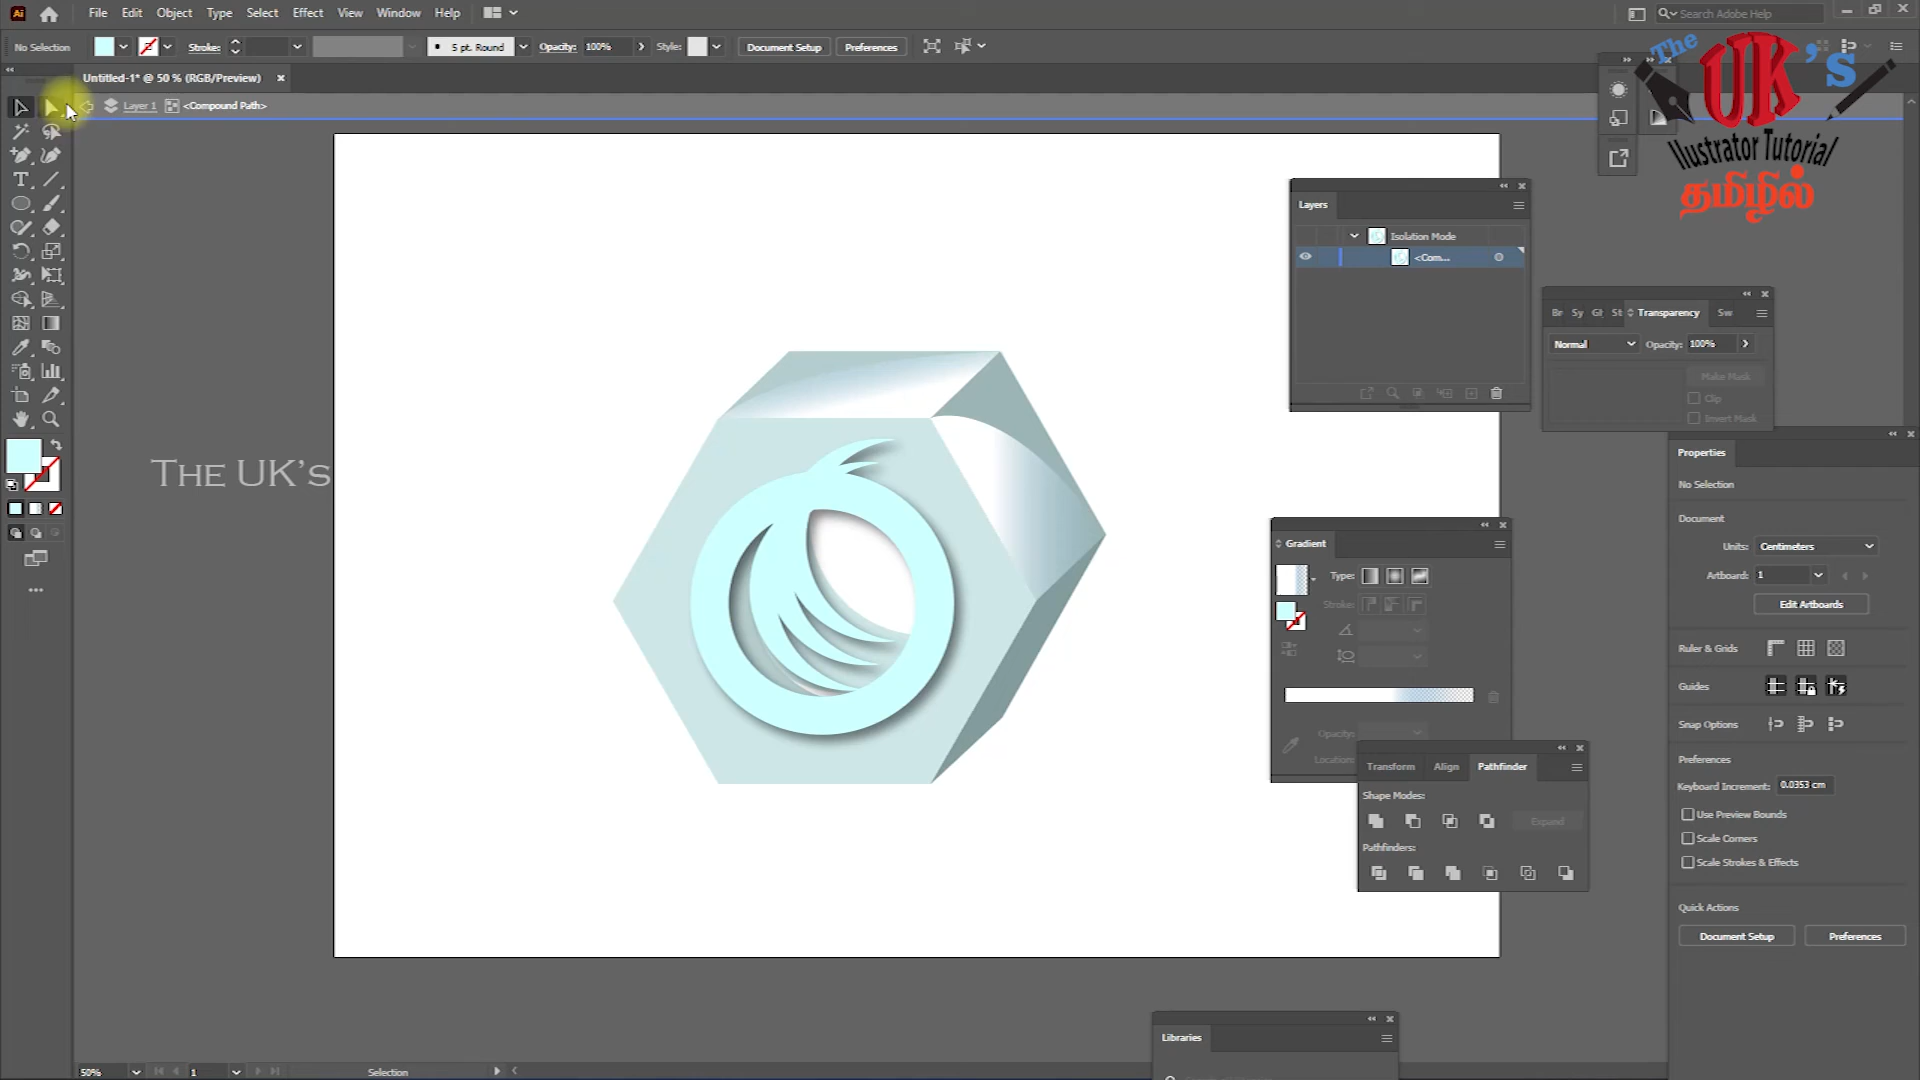 Ai File Edit Object Type Select Effect View Window Help Search Adobe Help
No Selection Stroke: 5 pt. Round Opacity: 100% Style: Document Setup Preferences
Untitled-1* @ 50 % (RGB/Preview)
Layer 1 <Compound Path>
The UK's
Illustrator Tutorial
தமிழில்
Layers
Isolation Mode
<Com...
Br Sy St Transparency Sw
Normal Opacity: 100%
Make Mask
Clip
Invert Mask
THE UK'S
Properties
No Selection
Document
Units: Centimeters
Artboard: 1
Edit Artboards
Ruler & Grids
Guides
Snap Options
Preferences
Keyboard Increment: 0.0353 cm
Use Preview Bounds
Scale Corners
Scale Strokes & Effects
Quick Actions
Document Setup Preferences
Gradient
Type:
Stroke:
Opacity:
Location:
Transform Align Pathfinder
Shape Modes:
Expand
Pathfinders:
Libraries
50% 1 Selection